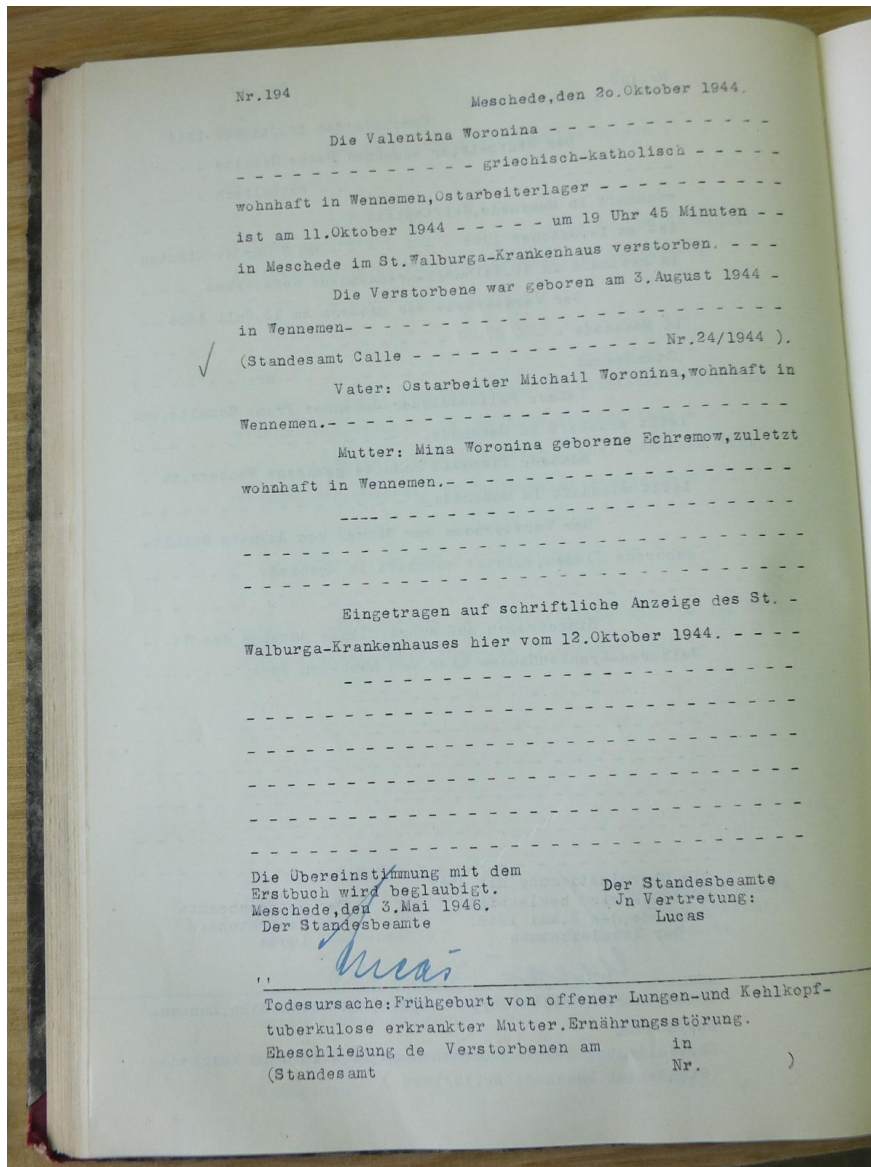 Nr.194
Meschede,den 2o.Oktober 1944.
Die Valentina Woronina - - - - - - - - - - - -
- - - - - - - - - - - - - griechisch-katholisch - - - - -
wohnhaft in Wennemen,Ostarbeiterlager - - - - - - - - - -
ist am 11.Oktober 1944 - - - - - um 19 Uhr 45 Minuten - -
in Meschede im St.Walburga-Krankenhaus verstorben. - - -
Die Verstorbene war geboren am 3.August 1944 -
in Wennemen- - - - - - - - - - - - - - - - - - - - - - -
(Standesamt Calle - - - - - - - - - - - - - Nr.24/1944 ).
Vater: Ostarbeiter Michail Woronina,wohnhaft in
Wennemen.- - - - - - - - - - - - - - - - - - - - - - - -
Mutter: Mina Woronina geborene Echremow,zuletzt
wohnhaft in Wennemen.- - - - - - - - - - - - - - - - - -
---- - - - - - - - - - - - - - - - - - - - -
- - - - - - - - - - - - - - - - - - - - - - - - - - - -
- - - - - - - - - - - - - - - - - - - - - - - - - - - -
Eingetragen auf schriftliche Anzeige des St. -
Walburga-Krankenhauses hier vom 12.Oktober 1944. - - - -
- - - - - - - - - - - - - - - - - - - - - - -
- - - - - - - - - - - - - - - - - - - - - - - - - - - -
- - - - - - - - - - - - - - - - - - - - - - - - - - - -
- - - - - - - - - - - - - - - - - - - - - - - - - - - -
- - - - - - - - - - - - - - - - - - - - - - - - - - - -
- - - - - - - - - - - - - - - - - - - - - - - - - - - -
Die Übereinstimmung mit dem
Erstbuch wird beglaubigt.
Meschede,den 3.Mai 1946.
Der Standesbeamte
Lucas
Der Standesbeamte
Jn Vertretung:
Lucas
Todesursache:Frühgeburt von offener Lungen-und Kehlkopf-
tuberkulose erkrankter Mutter.Ernährungsstörung.
Eheschließung de Verstorbenen am in
(Standesamt Nr. )